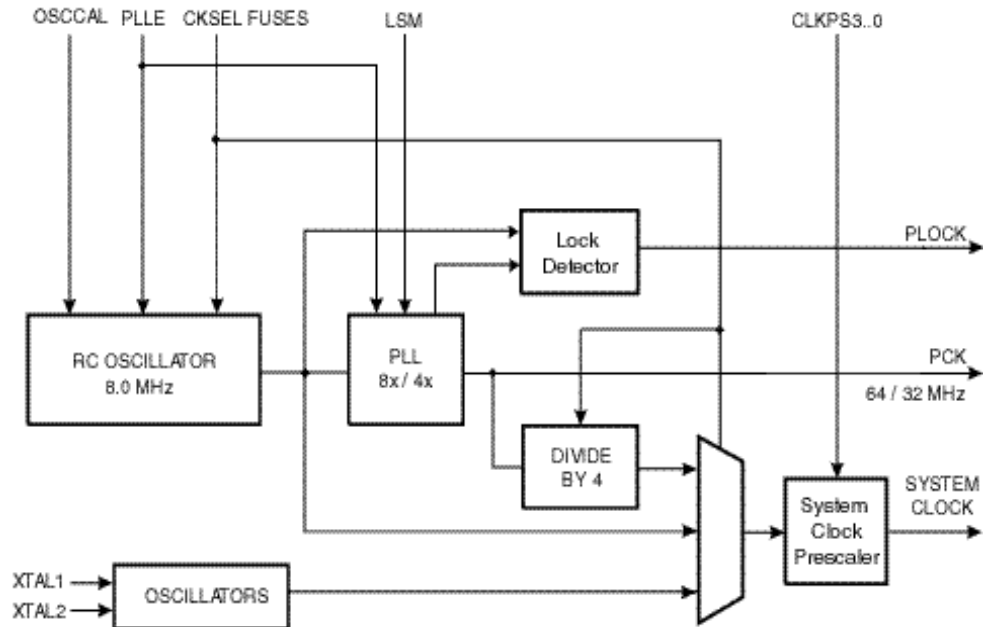 OSCCAL PLLE CKSEL FUSES LSM CLKPS3..0
Lock
Detector
PLOCK
RC OSCILLATOR
8.0 MHz
PLL
8x / 4x
PCK
64 / 32 MHz
DIVIDE
BY 4
System
Clock
Prescaler
SYSTEM
CLOCK
XTAL1
XTAL2
OSCILLATORS